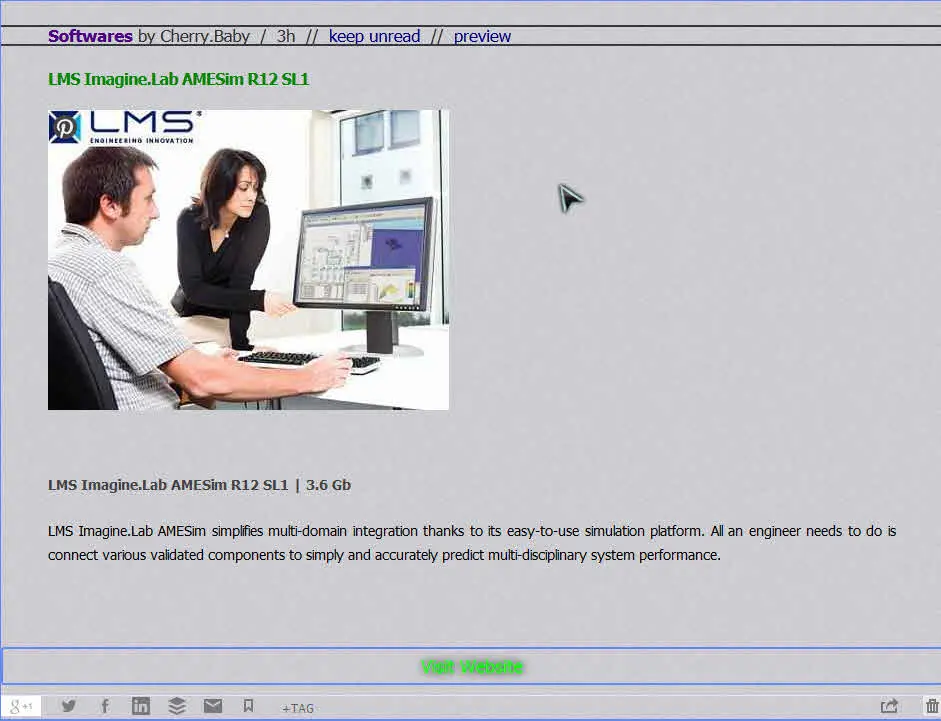 Softwares by Cherry.Baby / 3h // keep unread // preview
LMS Imagine.Lab AMESim R12 SL1
LMS
ENGINEERING INNOVATION
LMS Imagine.Lab AMESim R12 SL1 | 3.6 Gb
LMS Imagine.Lab AMESim simplifies multi-domain integration thanks to its easy-to-use simulation platform. All an engineer needs to do is
connect various validated components to simply and accurately predict multi-disciplinary system performance.
Visit Website
g+1 +TAG